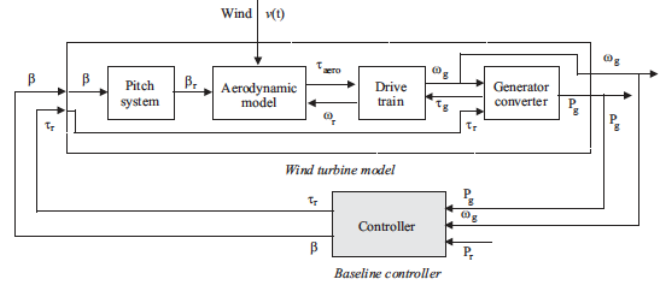 Wind v(t)
β
β
Pitch
system
βr
Aerodynamic
model
τaero
ωr
Drive
train
ωg
τg
Generator
converter
ωg
Pg
Pg
τr
τr
Wind turbine model
τr
β
Controller
Pg
ωg
Pr
Baseline controller